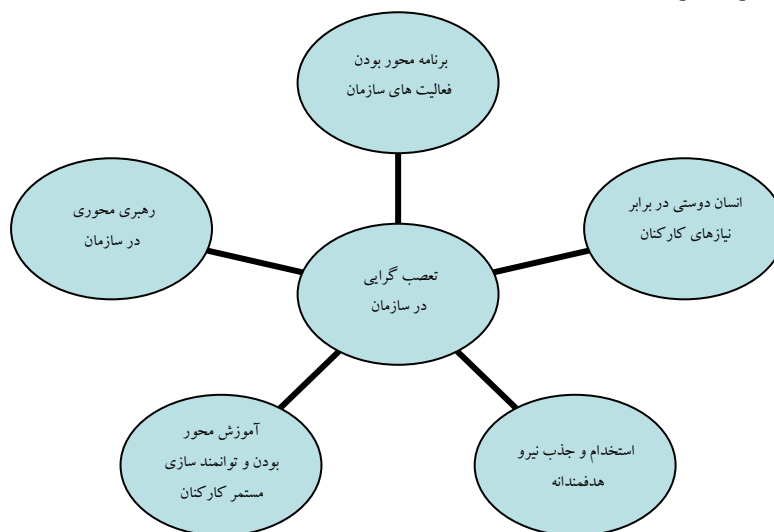 برنامه محور بودن
فعالیت های سازمان
انسان دوستی در برابر
نیازهای کارکنان
رهبری محوری
در سازمان
تعصب گرایی
در سازمان
استخدام و جذب نیرو
هدفمندانه
آموزش محور
بودن و توانمند سازی
مستمر کارکنان